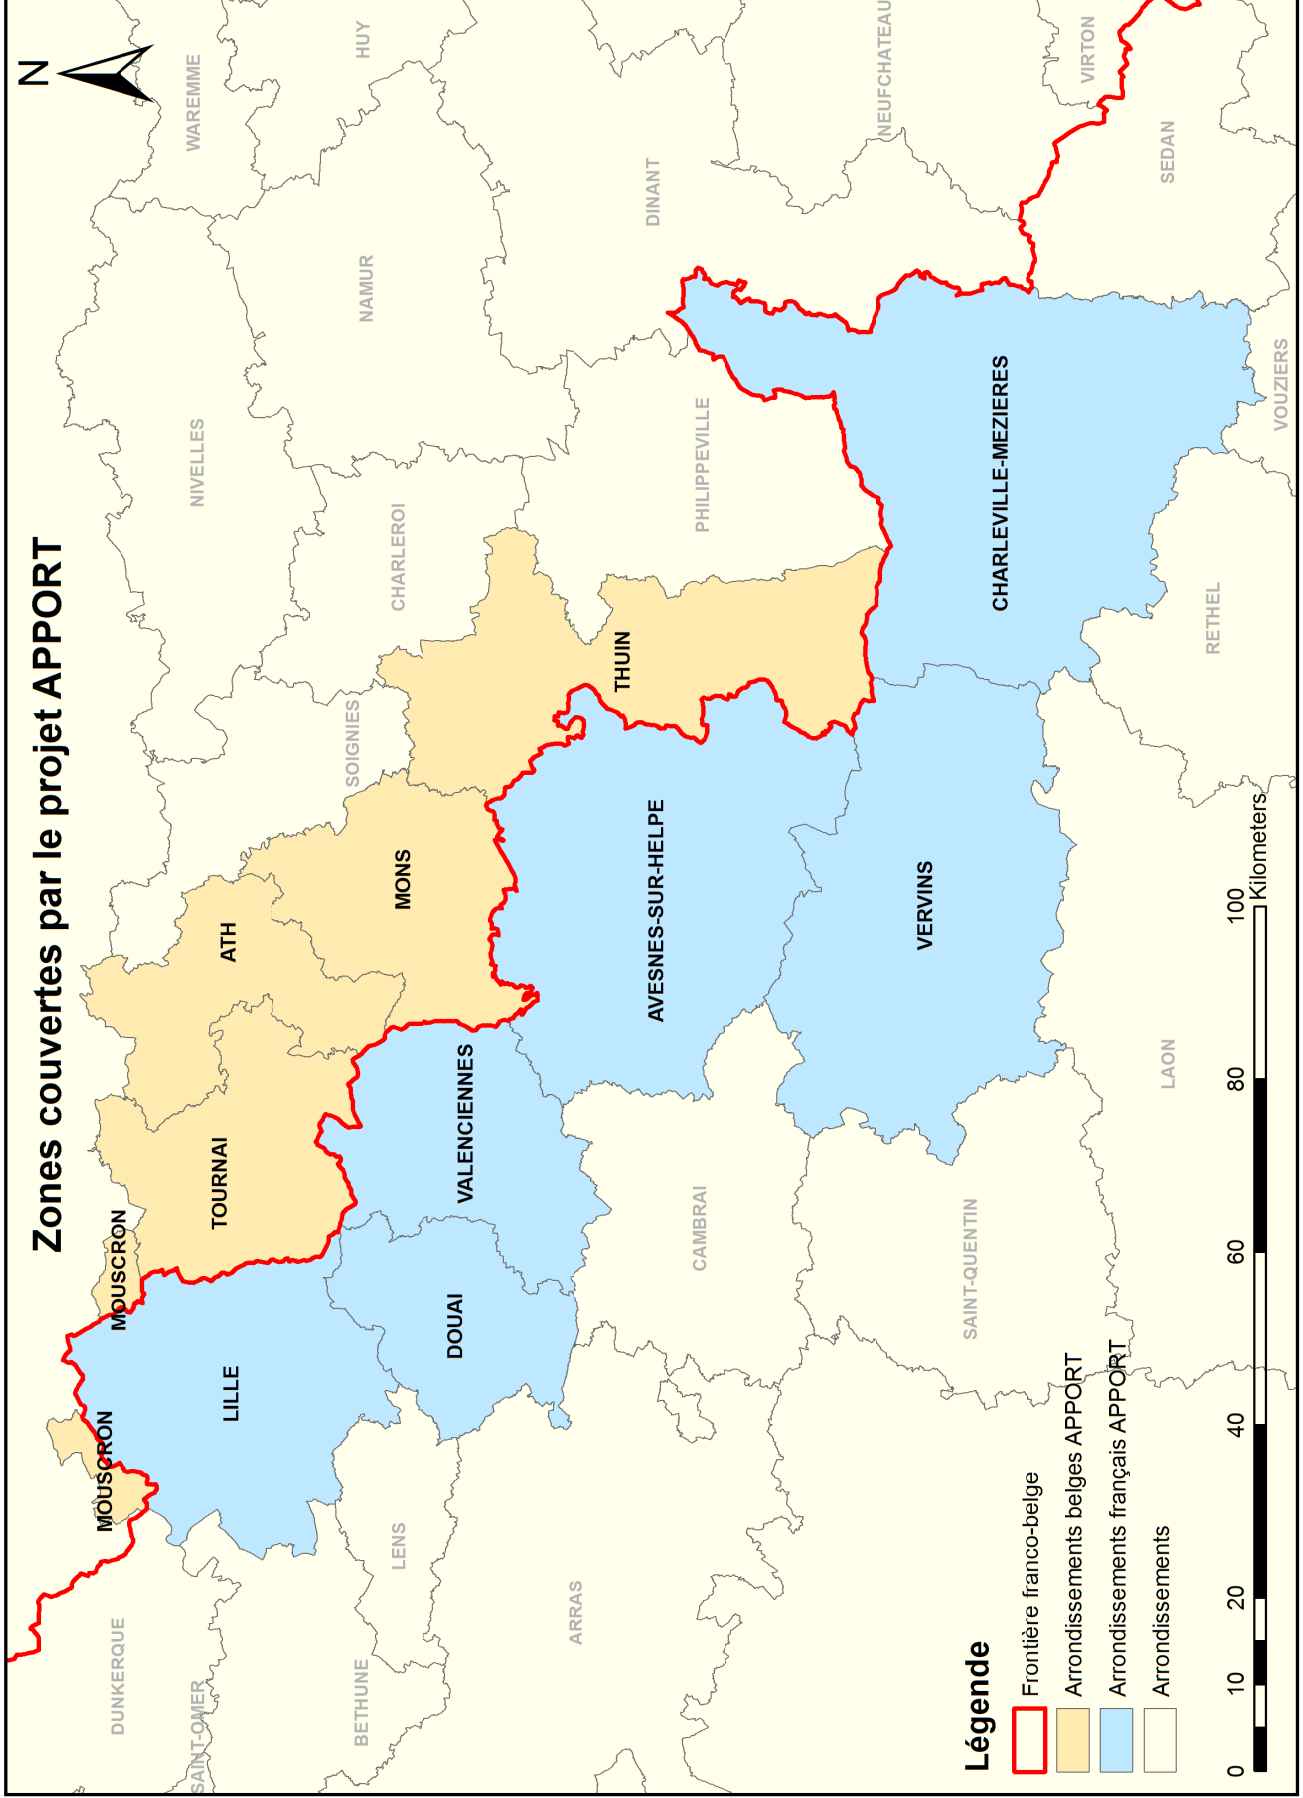 Zones couvertes par le projet APPORT
N
DUNKERQUE
SAINT-OMER
BETHUNE
LENS
ARRAS
MOUSCRON
LILLE
MOUSCRON
TOURNAI
ATH
DOUAI
VALENCIENNES
MONS
CAMBRAI
SAINT-QUENTIN
AVESNES-SUR-HELPE
VERVINS
LAON
SOIGNIES
THUIN
NIVELLES
CHARLEROI
PHILIPPEVILLE
CHARLEVILLE-MEZIERES
RETHEL
VOUZIERS
NAMUR
DINANT
WAREMME
HUY
NEUFCHATEAU
VIRTON
SEDAN
Légende
Frontière franco-belge
Arrondissements belges APPORT
Arrondissements français APPORT
Arrondissements
0 10 20 40 60 80 100
Kilometers